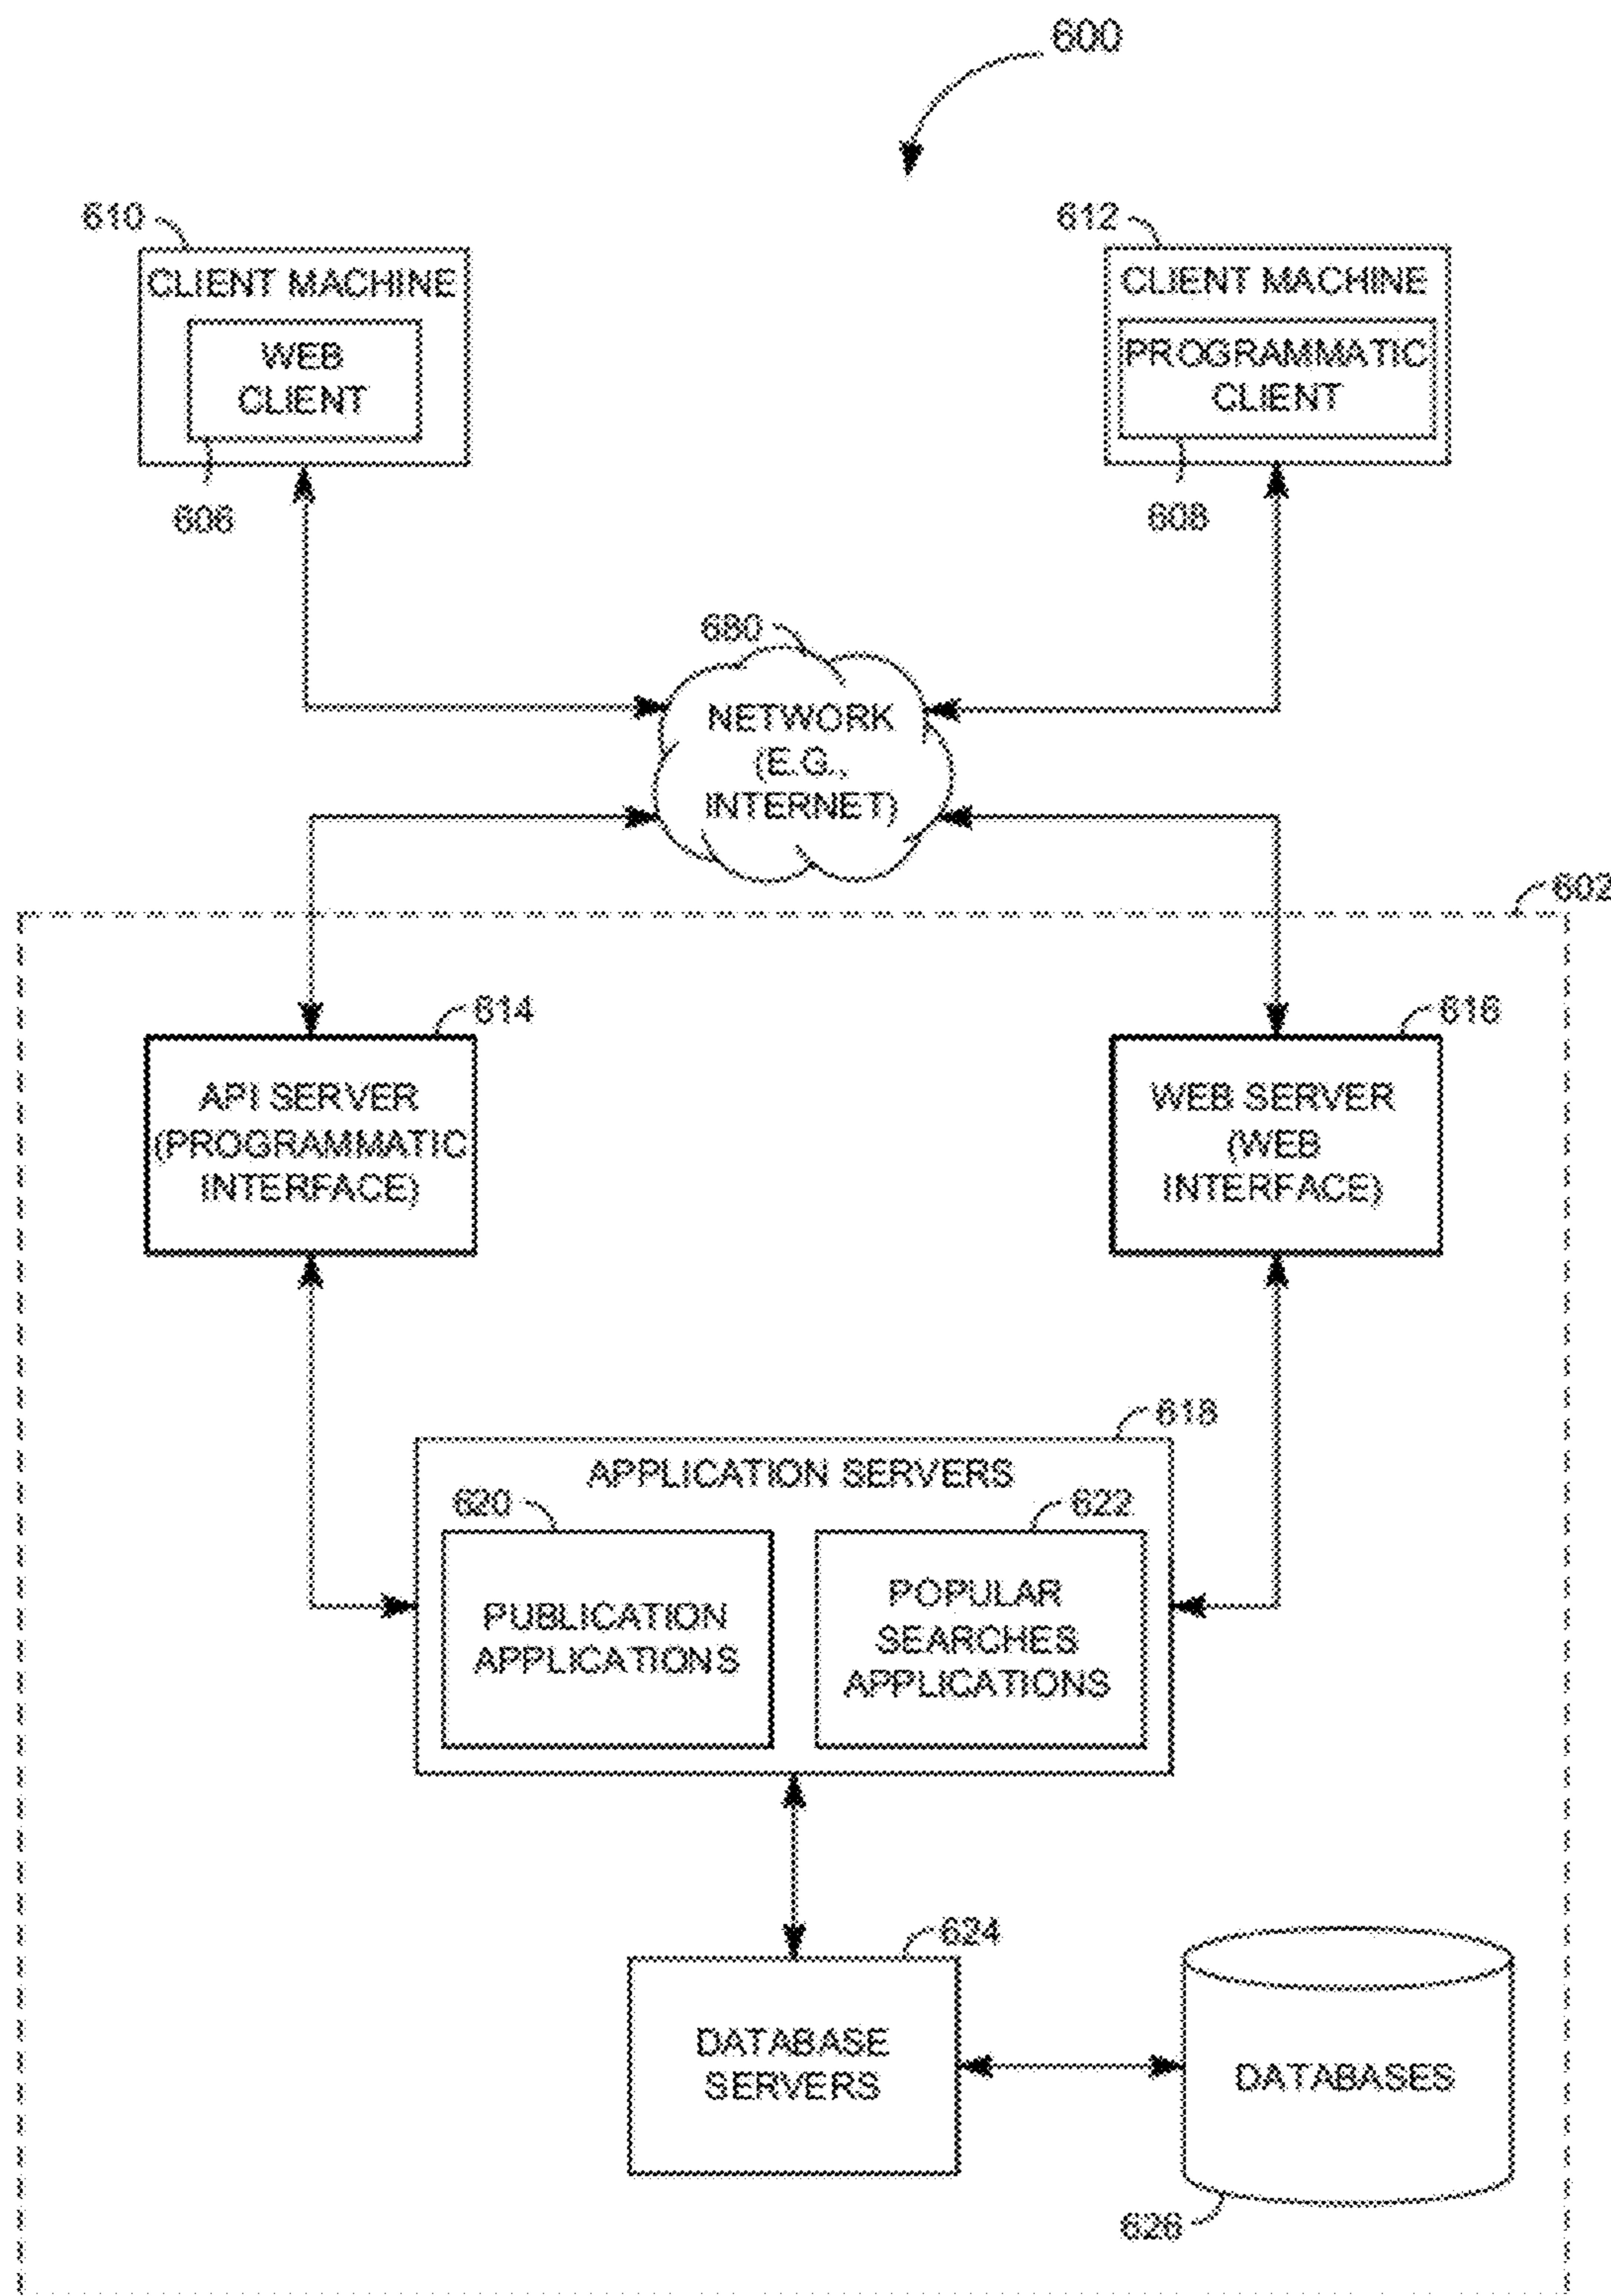 600
610
612
CLIENT MACHINE
WEB
CLIENT
606
CLIENT MACHINE
PROGRAMMATIC
CLIENT
608
680
NETWORK
(E.G.,
INTERNET)
602
614
API SERVER
(PROGRAMMATIC
INTERFACE)
616
WEB SERVER
(WEB
INTERFACE)
618
APPLICATION SERVERS
620
PUBLICATION
APPLICATIONS
622
POPULAR
SEARCHES
APPLICATIONS
624
DATABASE
SERVERS
DATABASES
626